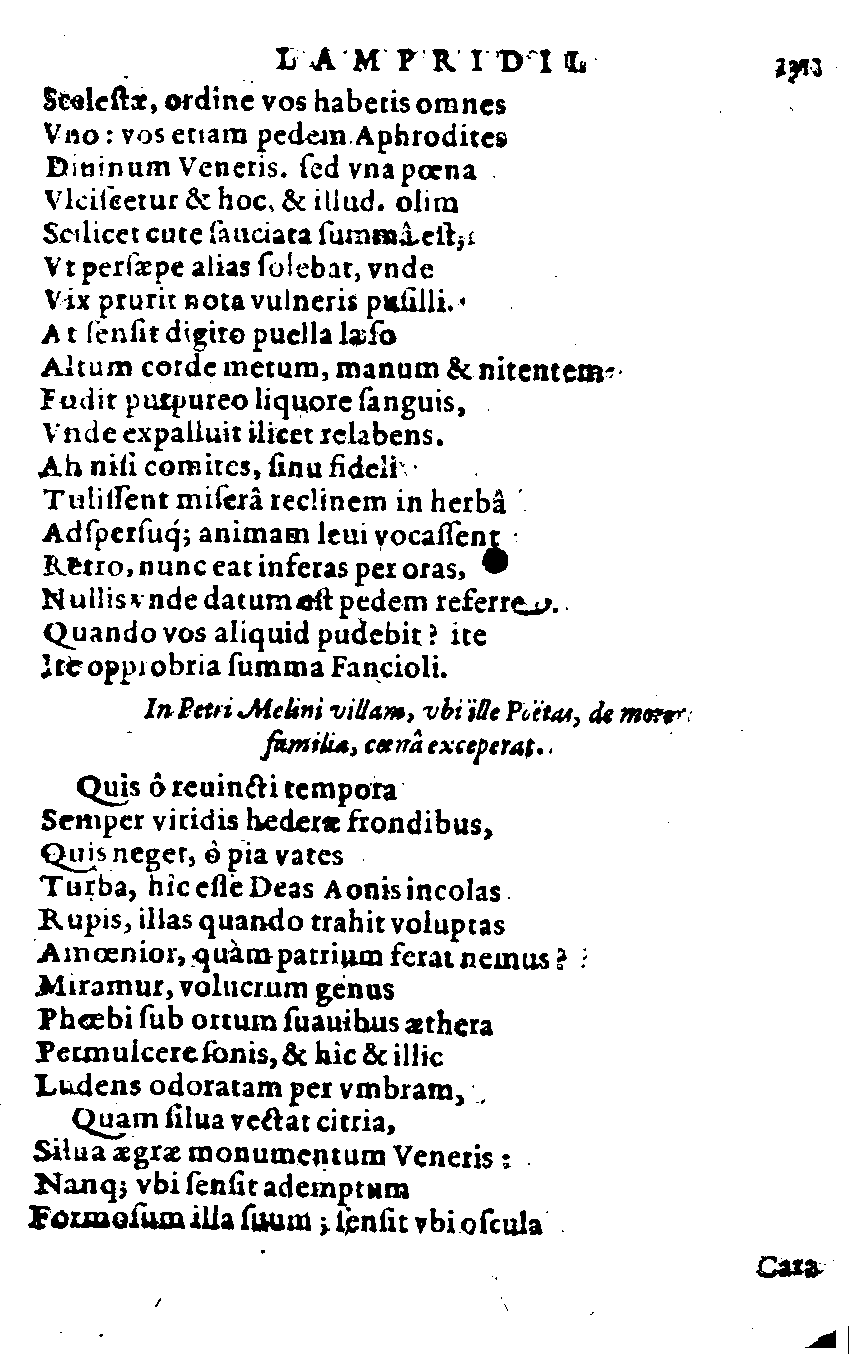 LAMPRIDII.
Scelestæ, ordine vos habetis omnes
Vno: vos etiam pedem Aphrodites
Diuinum Veneris. sed vna pœna
Vlciscetur & hoc, & illud. olim
Scilicet cute sauciata summâ est,
Vt persæpe alias solebat, vnde
Vix prurit nota vulneris pusilli.
At sensit digito puella læso
Altum corde metum, manum & nitentem
Fudit purpureo liquore sanguis,
Vnde expalluit ilicet relabens.
Ah nisi comites, sinu fideli
Tulissent miserâ reclinem in herbâ
Adspersuq́; animam leui vocassent
Retro, nunc eat inferas per oras,
Nullis vnde datum est pedem referre.
Quando vos aliquid pudebit? ite
Ite opprobria summa Fancioli.
In Petri Melini villam, vbi ille Poëtas, de more
familia, cœnâ exceperat.
Quis ô reuincti tempora
Semper viridis hederæ frondibus,
Quis neget, ô pia vates
Turba, hîc esse Deas Aonis incolas
Rupis, illas quando trahit voluptas
Amœnior, quàm patrium ferat nemus?
Miramur, volucrum genus
Phœbi sub ortum suauibus æthera
Permulcere sonis, & hic & illic
Ludens odoratam per vmbram,
Quam silua vectat citria,
Silua ægræ monumentum Veneris:
Nanq; vbi sensit ademptum
Formosum illa suum; sensit vbi oscula
Cara